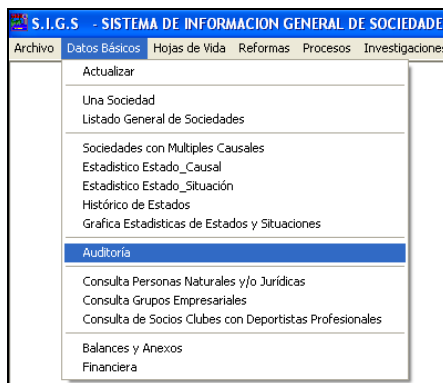 S.I.G.S - SISTEMA DE INFORMACION GENERAL DE SOCIEDADE
Archivo Datos Básicos Hojas de Vida Reformas Procesos Investigaciones
Actualizar
Una Sociedad
Listado General de Sociedades
Sociedades con Multiples Causales
Estadistico Estado_Causal
Estadistico Estado_Situación
Histórico de Estados
Grafica Estadisticas de Estados y Situaciones
Auditoría
Consulta Personas Naturales y/o Jurídicas
Consulta Grupos Empresariales
Consulta de Socios Clubes con Deportistas Profesionales
Balances y Anexos
Financiera